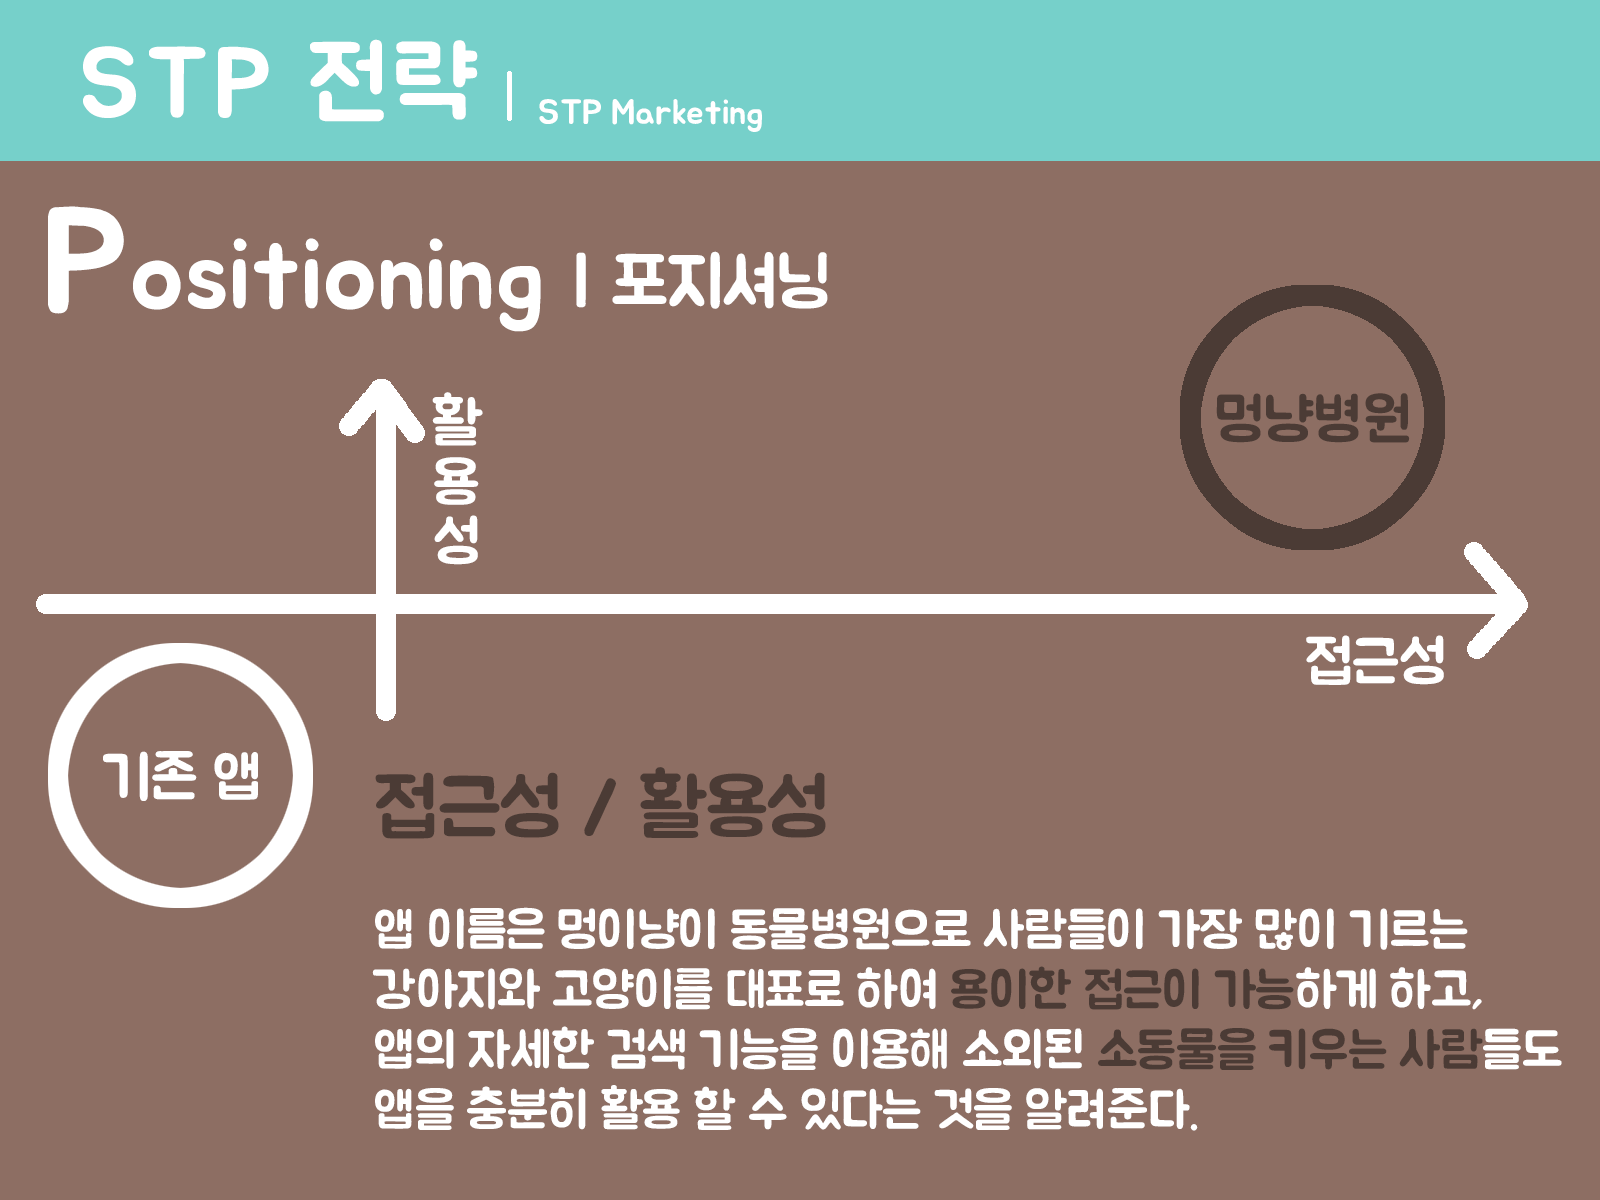 STP 전략 | STP Marketing
Positioning | 포지셔닝
멍냥병원
활용성
접근성
기존 앱
접근성 / 활용성
앱 이름은 멍이냥이 동물병원으로 사람들이 가장 많이 기르는
강아지와 고양이를 대표로 하여 용이한 접근이 가능하게 하고,
앱의 자세한 검색 기능을 이용해 소외된 소동물을 키우는 사람들도
앱을 충분히 활용 할 수 있다는 것을 알려준다.